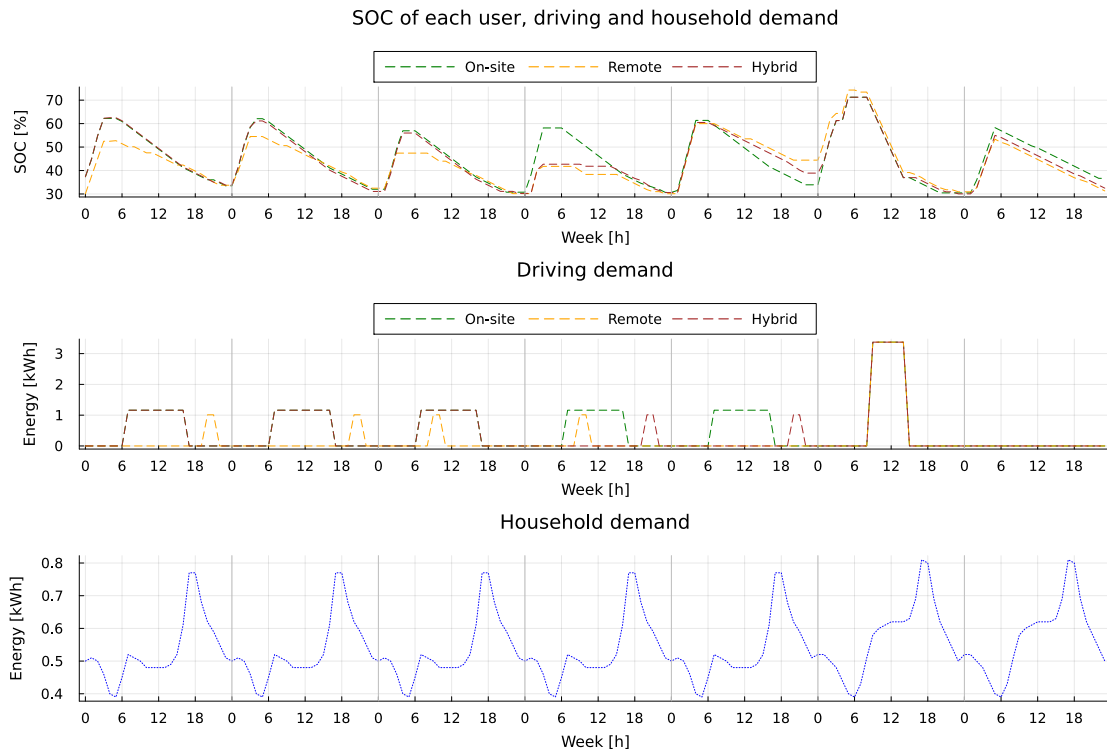 SOC of each user, driving and household demand
On-site Remote Hybrid
SOC [%]
70
60
50
40
30
0 6 12 18 0 6 12 18 0 6 12 18 0 6 12 18 0 6 12 18 0 6 12 18 0 6 12 18
Week [h]
Driving demand
On-site Remote Hybrid
Energy [kWh]
3
2
1
0
0 6 12 18 0 6 12 18 0 6 12 18 0 6 12 18 0 6 12 18 0 6 12 18 0 6 12 18
Week [h]
Household demand
Energy [kWh]
0.8
0.7
0.6
0.5
0.4
0 6 12 18 0 6 12 18 0 6 12 18 0 6 12 18 0 6 12 18 0 6 12 18 0 6 12 18
Week [h]